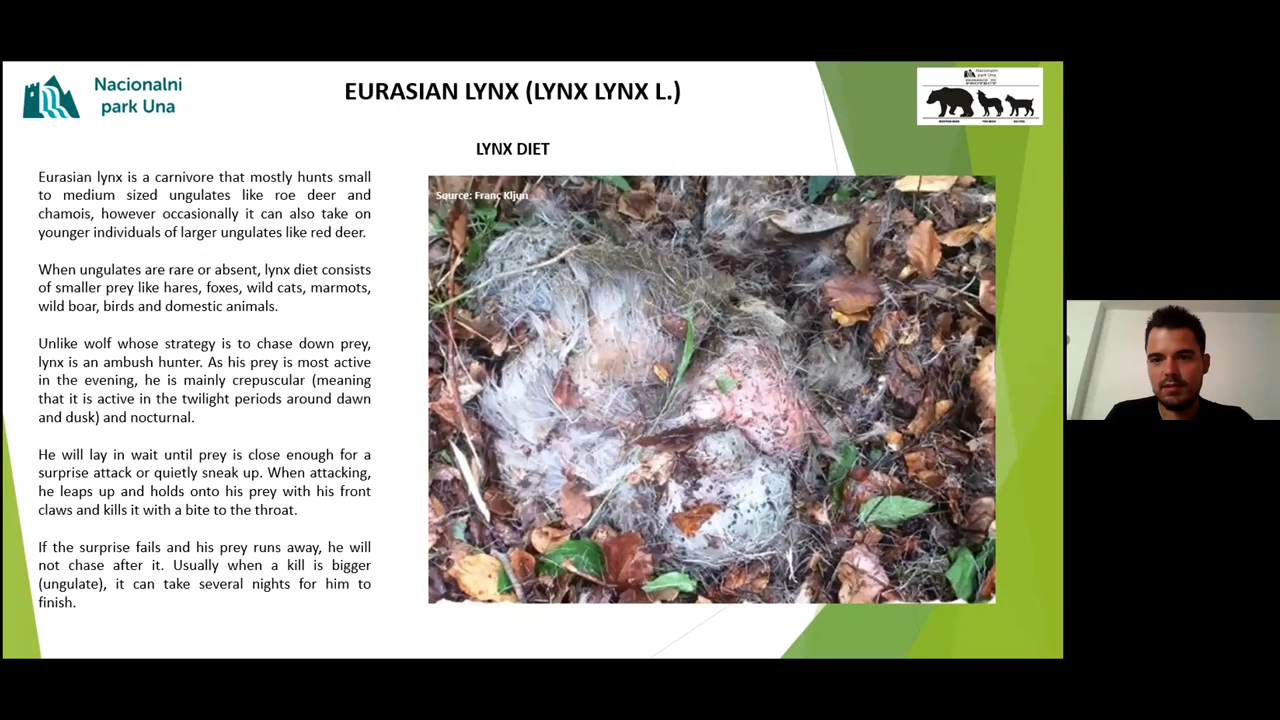 Nacionalni
park Una
EURASIAN LYNX (LYNX LYNX L.)
Nacionalni
park Una
PROTECT
LYNX DIET
Eurasian lynx is a carnivore that mostly hunts small
to medium sized ungulates like roe deer and
chamois, however occasionally it can also take on
younger individuals of larger ungulates like red deer.
When ungulates are rare or absent, lynx diet consists
of smaller prey like hares, foxes, wild cats, marmots,
wild boar, birds and domestic animals.
Unlike wolf whose strategy is to chase down prey,
lynx is an ambush hunter. As his prey is most active
in the evening, he is mainly crepuscular (meaning
that it is active in the twilight periods around dawn
and dusk) and nocturnal.
He will lay in wait until prey is close enough for a
surprise attack or quietly sneak up. When attacking,
he leaps up and holds onto his prey with his front
claws and kills it with a bite to the throat.
If the surprise fails and his prey runs away, he will
not chase after it. Usually when a kill is bigger
(ungulate), it can take several nights for him to
finish.
Source: Franc Kljun